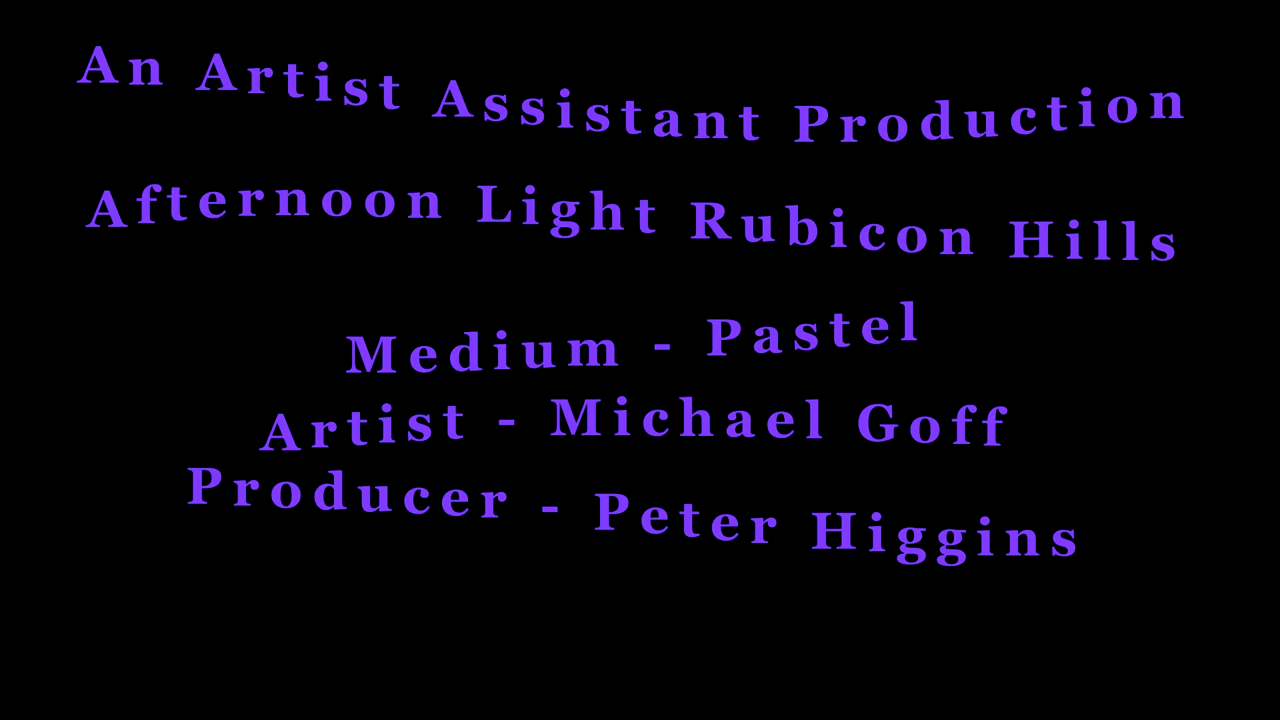 An Artist Assistant Production
Afternoon Light Rubicon Hills
Medium - Pastel
Artist - Michael Goff
Producer - Peter Higgins